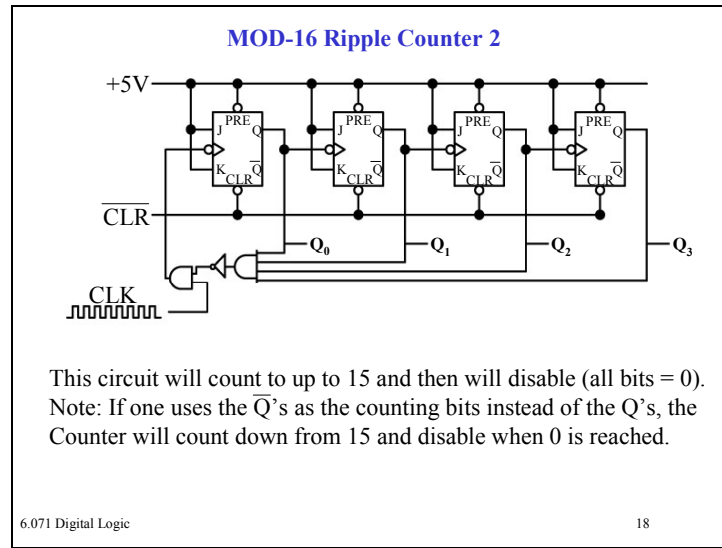 MOD-16 Ripple Counter 2
+5V
PRE PRE PRE PRE
J Q J Q J Q J Q
K Q̅ K Q̅ K Q̅ K Q̅
CLR CLR CLR CLR
C̅L̅R̅
Q₀ Q₁ Q₂ Q₃
CLK
This circuit will count to up to 15 and then will disable (all bits = 0).
Note: If one uses the Q̅’s as the counting bits instead of the Q’s, the
Counter will count down from 15 and disable when 0 is reached.
6.071 Digital Logic 18